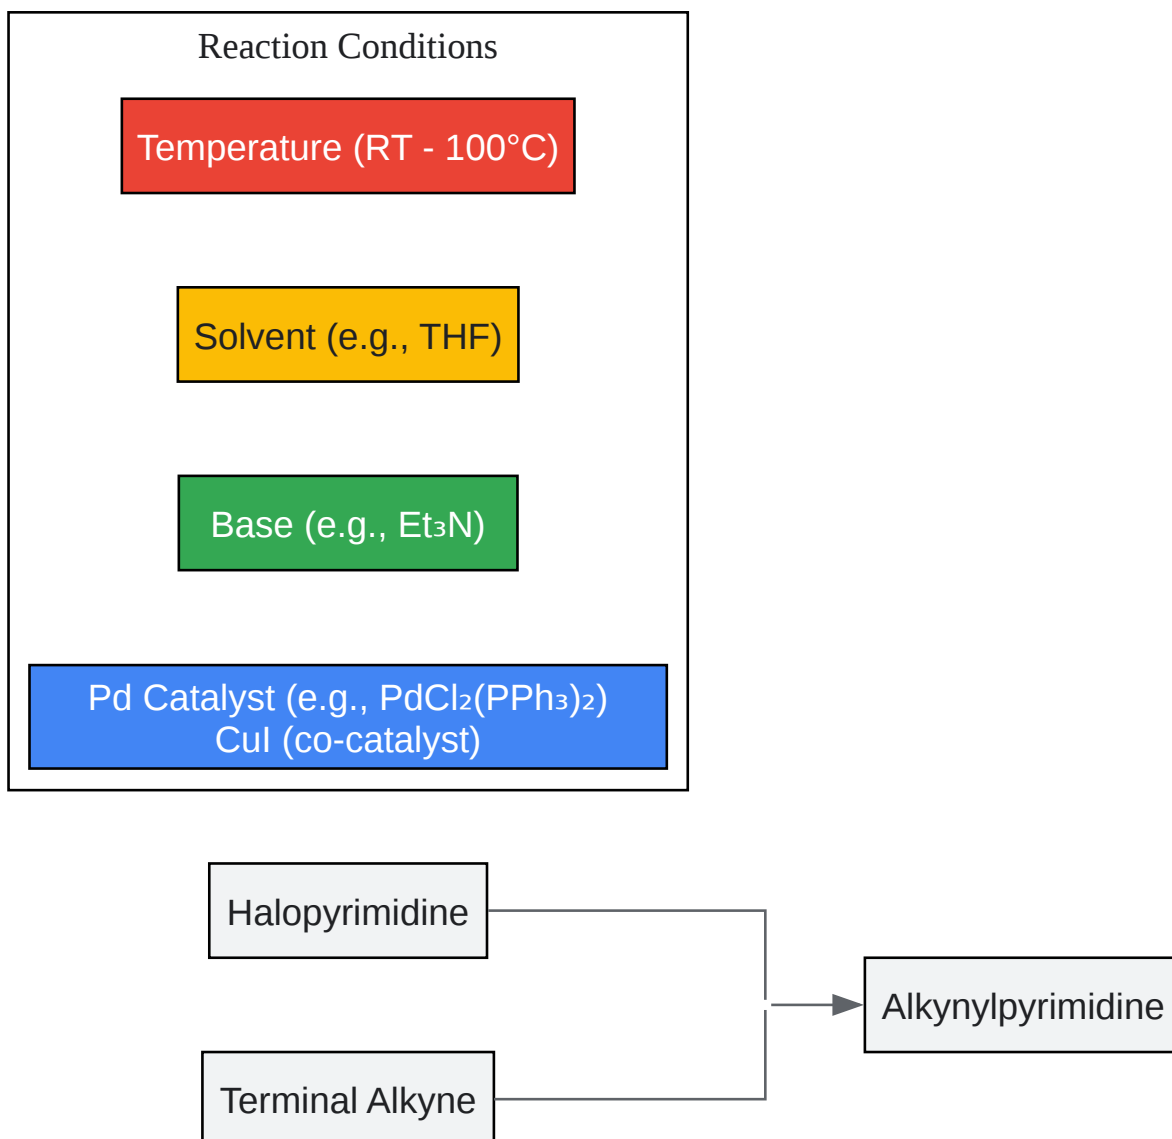 Reaction Conditions
Temperature (RT - 100°C)
Solvent (e.g., THF)
Base (e.g., Et₃N)
Pd Catalyst (e.g., PdCl₂(PPh₃)₂)
CuI (co-catalyst)
Halopyrimidine
Alkynylpyrimidine
Terminal Alkyne